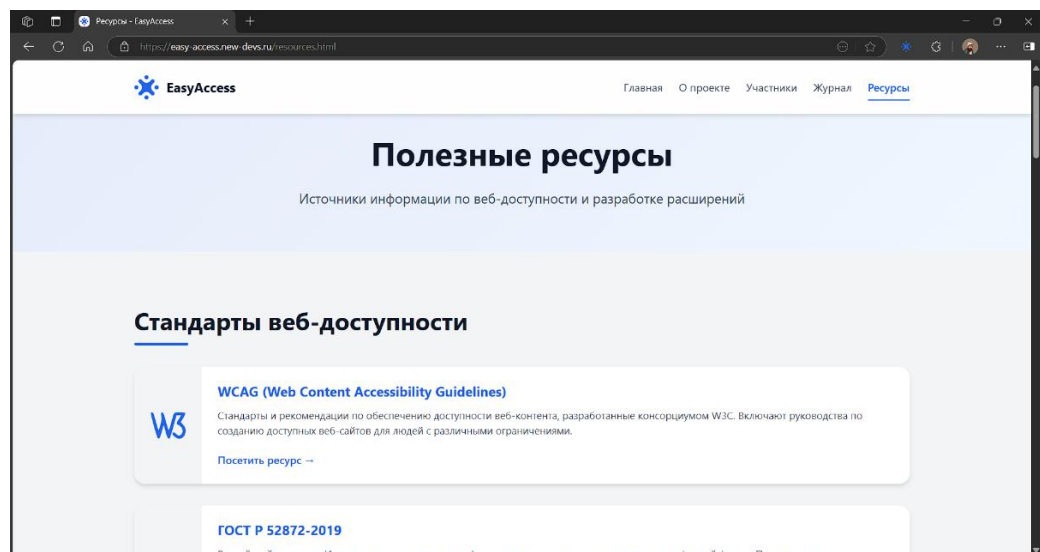 Ресурсы - EasyAccess
https://easy-access.new-devs.ru/resources.html
EasyAccess
Главная О проекте Участники Журнал Ресурсы
Полезные ресурсы
Источники информации по веб-доступности и разработке расширений
Стандарты веб-доступности
W3
WCAG (Web Content Accessibility Guidelines)
Стандарты и рекомендации по обеспечению доступности веб-контента, разработанные консорциумом W3C. Включают руководства по
созданию доступных веб-сайтов для людей с различными ограничениями.
Посетить ресурс →
ГОСТ Р 52872-2019